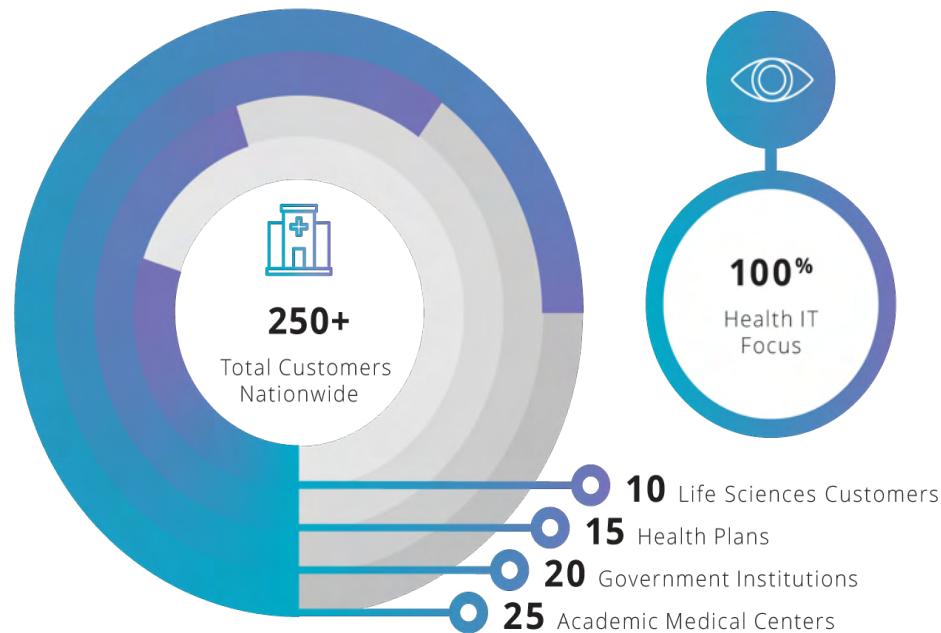 250+
Total Customers
Nationwide
100%
Health IT
Focus
10 Life Sciences Customers
15 Health Plans
20 Government Institutions
25 Academic Medical Centers